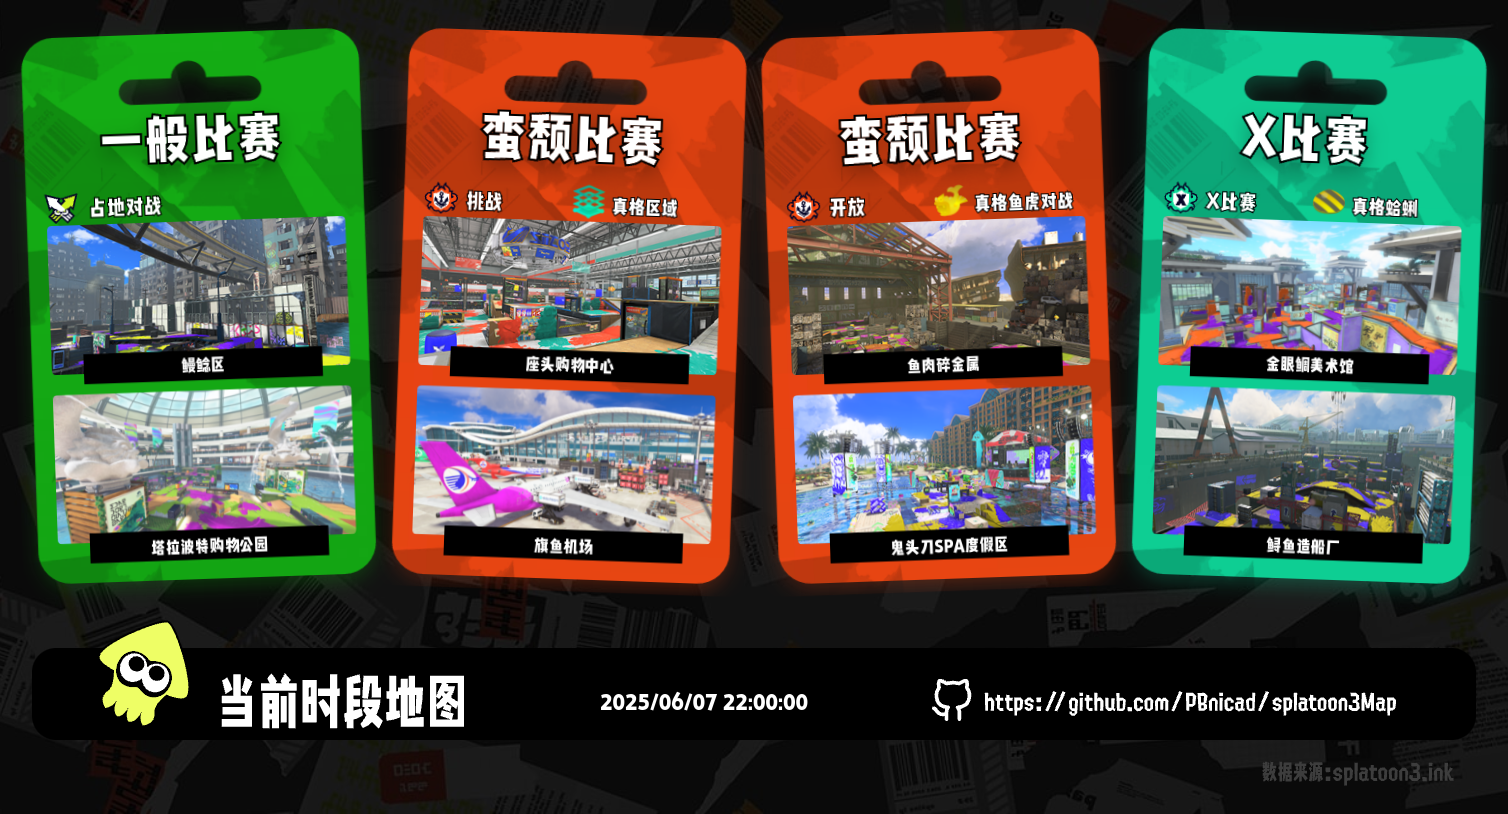 一般比赛
占地对战
鳗鲶区
塔拉波特购物公园
蛮颓比赛
挑战
真格区域
座头购物中心
旗鱼机场
蛮颓比赛
开放
真格鱼虎对战
鱼肉碎金属
鬼头刀SPA度假区
X比赛
X比赛
真格蛤蜊
金眼鲷美术馆
鲟鱼造船厂
当前时段地图
2025/06/07 22:00:00
https://github.com/PBnicad/splatoon3Map
数据来源:splatoon3.ink